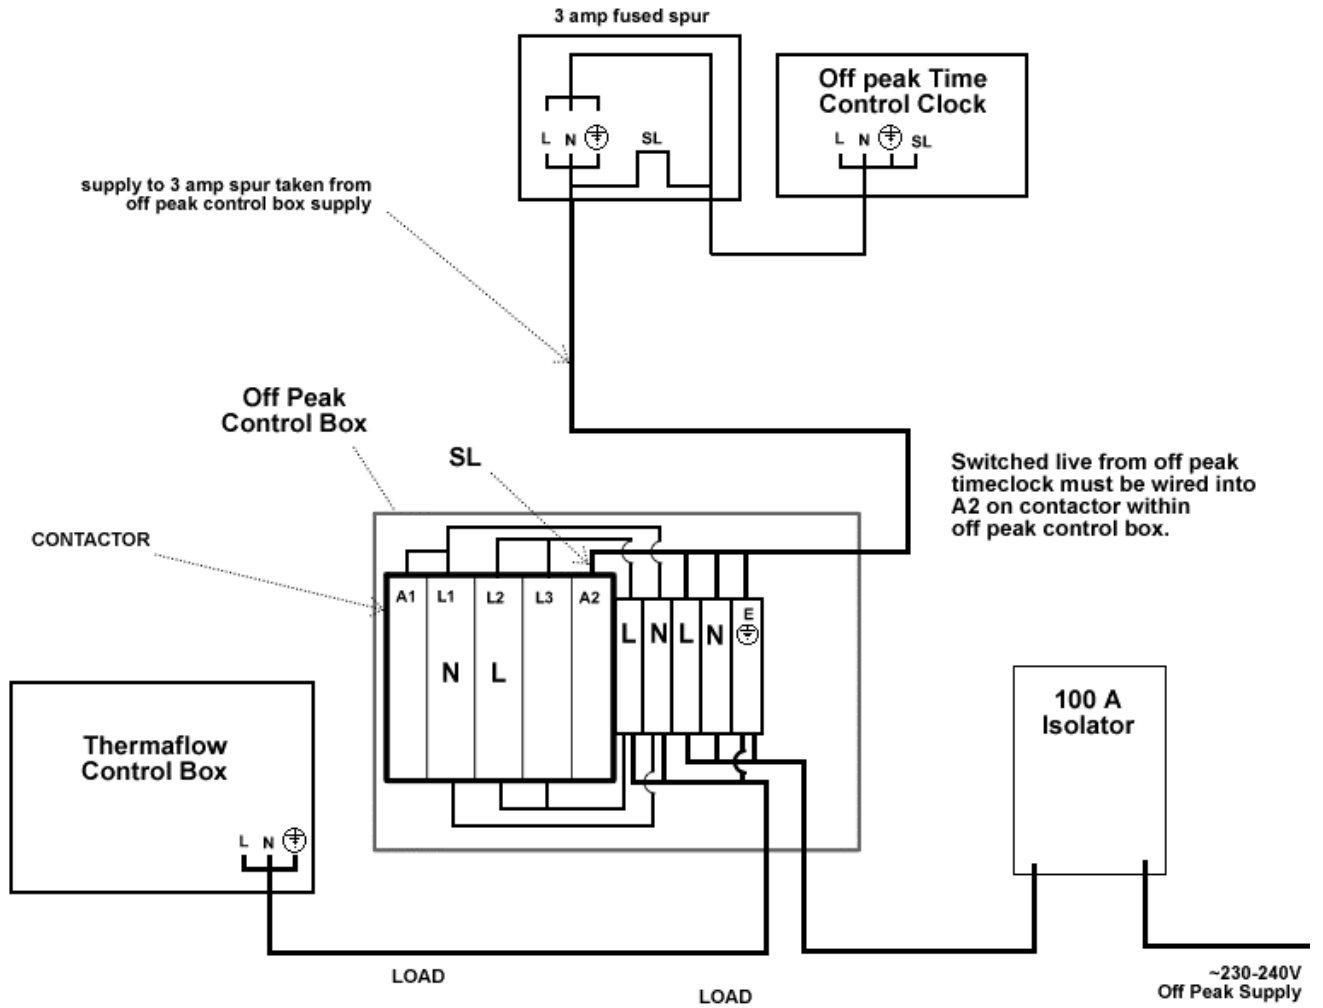 3 amp fused spur
Off peak Time
Control Clock
L N SL
L N SL
supply to 3 amp spur taken from
off peak control box supply
Off Peak
Control Box
SL
Switched live from off peak
timeclock must be wired into
A2 on contactor within
off peak control box.
CONTACTOR
A1 L1 L2 L3 A2
E
L N L N
N L
100 A
Isolator
Thermaflow
Control Box
L N
LOAD
~230-240V
Off Peak Supply
LOAD